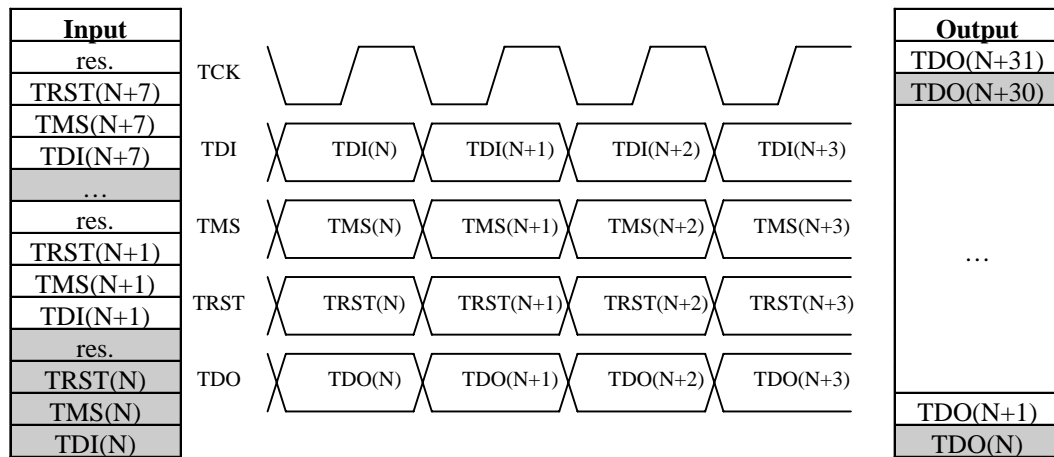 Input
res.
TRST(N+7)
TMS(N+7)
TDI(N+7)
…
res.
TRST(N+1)
TMS(N+1)
TDI(N+1)
res.
TRST(N)
TMS(N)
TDI(N)
TCK
TDI TDI(N) TDI(N+1) TDI(N+2) TDI(N+3)
TMS TMS(N) TMS(N+1) TMS(N+2) TMS(N+3)
TRST TRST(N) TRST(N+1) TRST(N+2) TRST(N+3)
TDO TDO(N) TDO(N+1) TDO(N+2) TDO(N+3)
Output
TDO(N+31)
TDO(N+30)
…
TDO(N+1)
TDO(N)